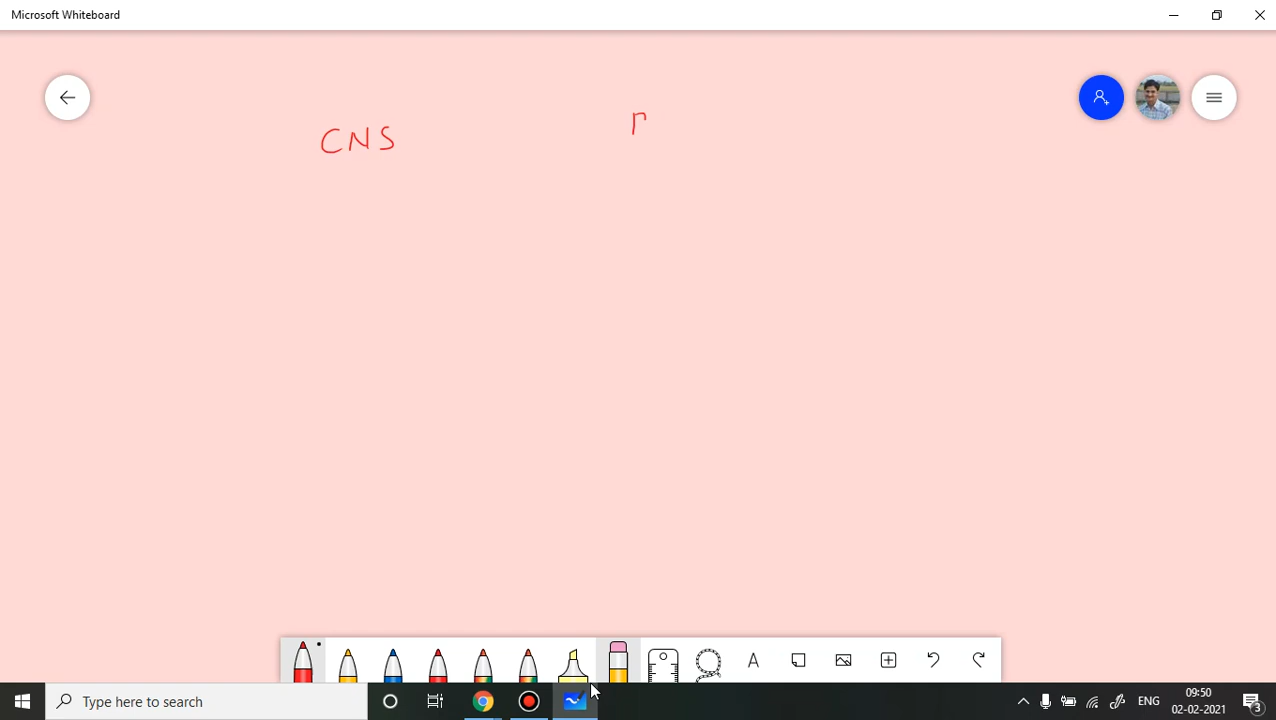 Microsoft Whiteboard
CNS
A
Type here to search
ENG
09:50
02-02-2021
3